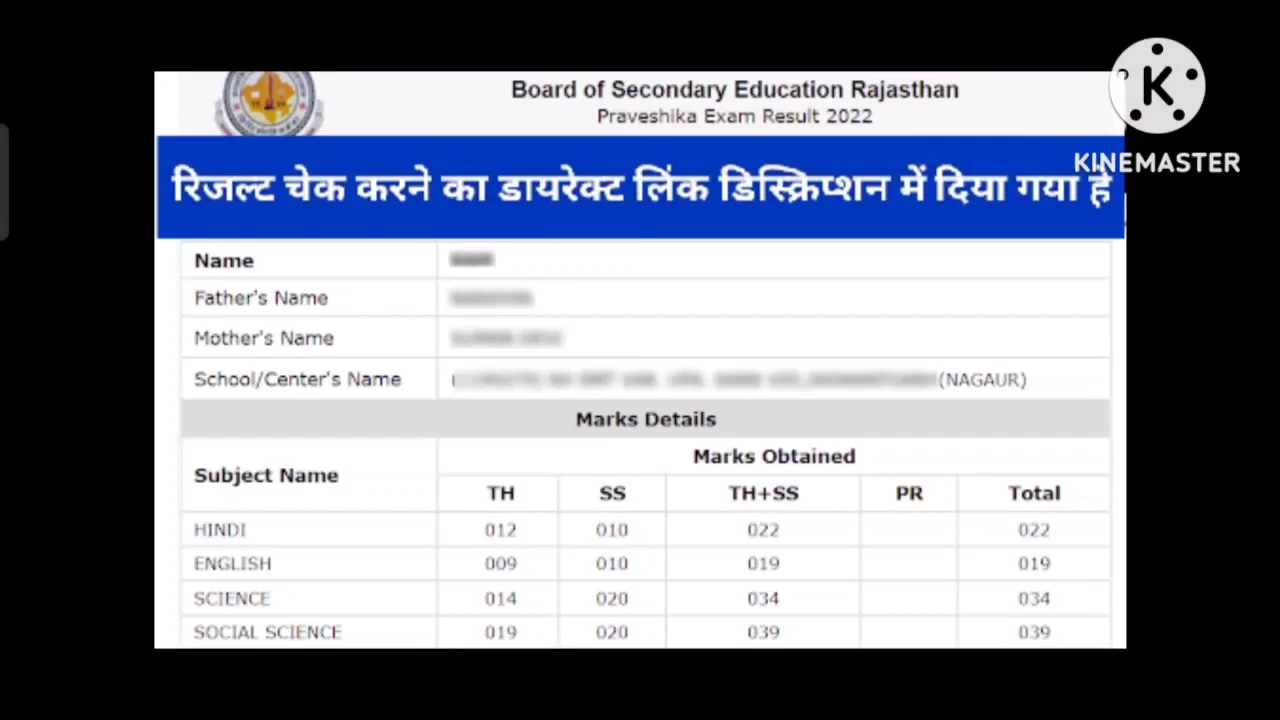 Board of Secondary Education Rajasthan
Praveshika Exam Result 2022
K
KINEMASTER
रिजल्ट चेक करने का डायरेक्ट लिंक डिस्क्रिप्शन में दिया गया है
Name
Father's Name
Mother's Name
School/Center's Name (NAGAUR)
Marks Details
Subject Name Marks Obtained
TH SS TH+SS PR Total
HINDI 012 010 022 022
ENGLISH 009 010 019 019
SCIENCE 014 020 034 034
SOCIAL SCIENCE 019 020 039 039